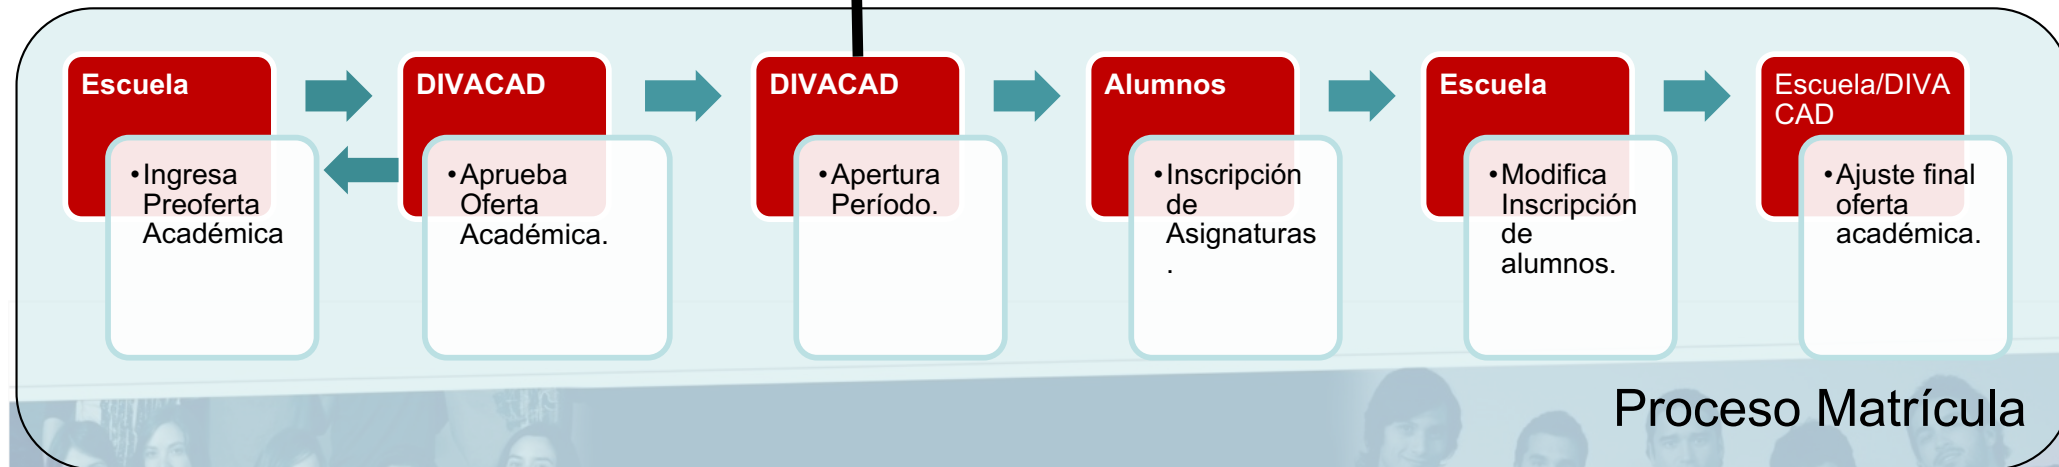 Escuela
•Ingresa
Preoferta
Académica
DIVACAD
•Aprueba
Oferta
Académica.
DIVACAD
•Apertura
Período.
Alumnos
•Inscripción
de
Asignaturas
.
Escuela
•Modifica
Inscripción
de
alumnos.
Escuela/DIVA
CAD
•Ajuste final
oferta
académica.
Proceso Matrícula